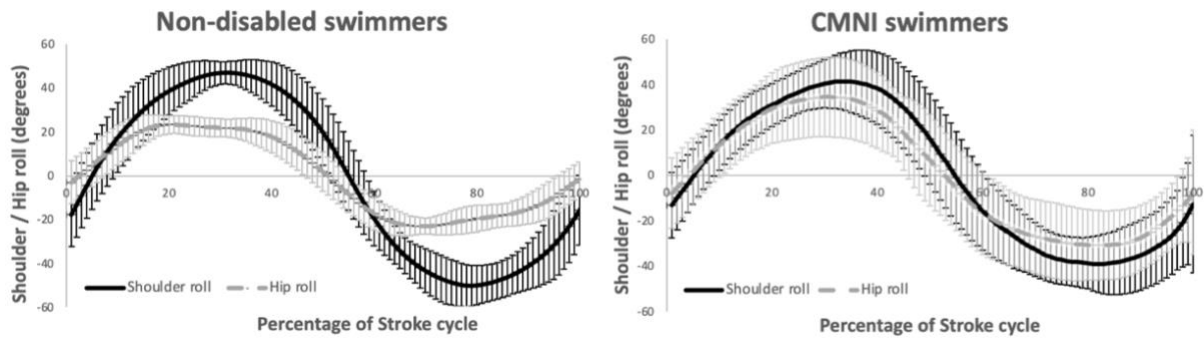 Non-disabled swimmers
Shoulder / Hip roll (degrees)
60
40
20
0
-20
-40
-60
0
20
40
60
80
100
Shoulder roll
Hip roll
Percentage of Stroke cycle
CMNI swimmers
Shoulder / Hip roll (degrees)
60
40
20
0
-20
-40
-60
0
20
40
60
80
100
Shoulder roll
Hip roll
Percentage of Stroke cycle